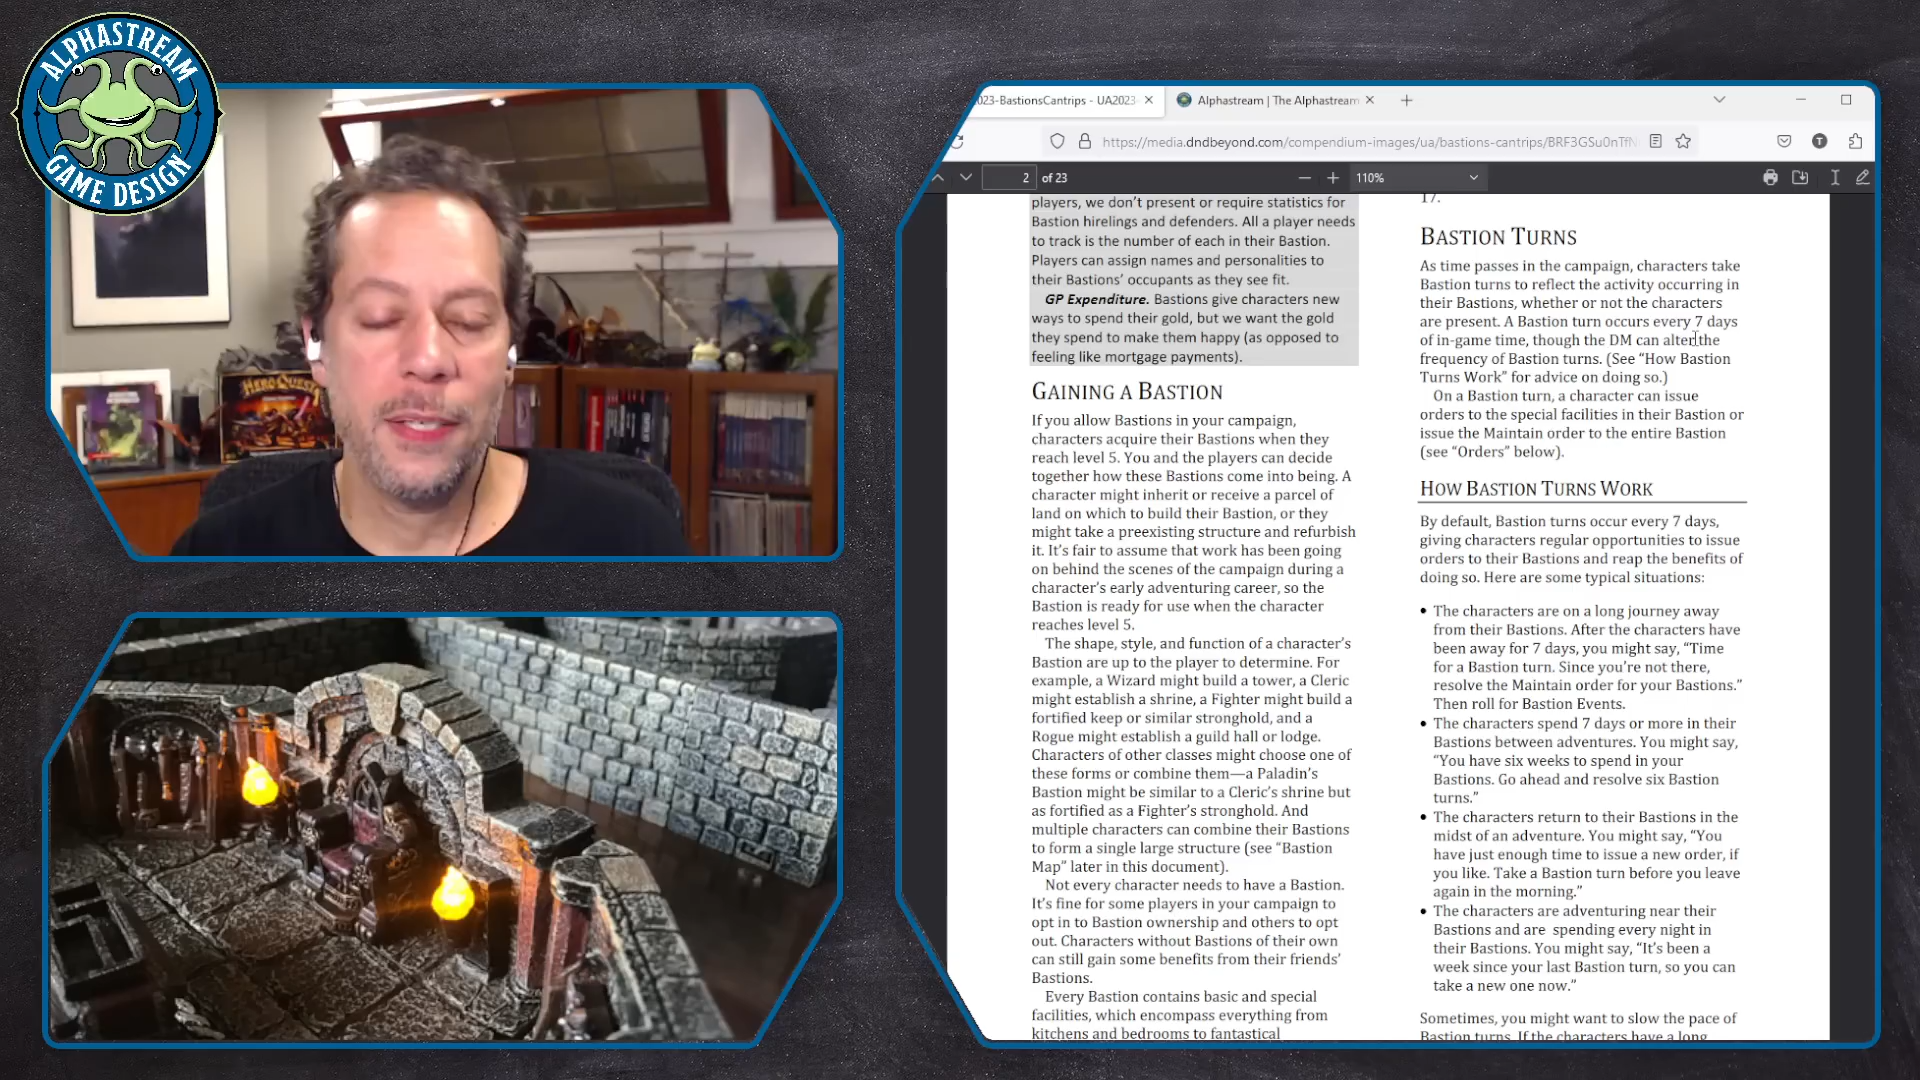 ALPHASTREAM
GAME DESIGN
HEROQUEST
023-BastionsCantrips - UA2023-
Alphastream | The Alphastream
https://media.dndbeyond.com/compendium-images/ua/bastions-cantrips/BRF3GSu0nTfN
2 of 23
110%
players, we don't present or require statistics for
Bastion hirelings and defenders. All a player needs
to track is the number of each in their Bastion.
Players can assign names and personalities to
their Bastions' occupants as they see fit.
GP Expenditure. Bastions give characters new
ways to spend their gold, but we want the gold
they spend to make them happy (as opposed to
feeling like mortgage payments).
GAINING A BASTION
If you allow Bastions in your campaign,
characters acquire their Bastions when they
reach level 5. You and the players can decide
together how these Bastions come into being. A
character might inherit or receive a parcel of
land on which to build their Bastion, or they
might take a preexisting structure and refurbish
it. It's fair to assume that work has been going
on behind the scenes of the campaign during a
character's early adventuring career, so the
Bastion is ready for use when the character
reaches level 5.
The shape, style, and function of a character's
Bastion are up to the player to determine. For
example, a Wizard might build a tower, a Cleric
might establish a shrine, a Fighter might build a
fortified keep or similar stronghold, and a
Rogue might establish a guild hall or lodge.
Characters of other classes might choose one of
these forms or combine them—a Paladin's
Bastion might be similar to a Cleric's shrine but
as fortified as a Fighter's stronghold. And
multiple characters can combine their Bastions
to form a single large structure (see "Bastion
Map" later in this document).
Not every character needs to have a Bastion.
It's fine for some players in your campaign to
opt in to Bastion ownership and others to opt
out. Characters without Bastions of their own
can still gain some benefits from their friends'
Bastions.
Every Bastion contains basic and special
facilities, which encompass everything from
kitchens and bedrooms to fantastical
17.
BASTION TURNS
As time passes in the campaign, characters take
Bastion turns to reflect the activity occurring in
their Bastions, whether or not the characters
are present. A Bastion turn occurs every 7 days
of in-game time, though the DM can alter the
frequency of Bastion turns. (See "How Bastion
Turns Work" for advice on doing so.)
On a Bastion turn, a character can issue
orders to the special facilities in their Bastion or
issue the Maintain order to the entire Bastion
(see "Orders" below).
HOW BASTION TURNS WORK
By default, Bastion turns occur every 7 days,
giving characters regular opportunities to issue
orders to their Bastions and reap the benefits of
doing so. Here are some typical situations:
• The characters are on a long journey away
from their Bastions. After the characters have
been away for 7 days, you might say, "Time
for a Bastion turn. Since you're not there,
resolve the Maintain order for your Bastions."
Then roll for Bastion Events.
• The characters spend 7 days or more in their
Bastions between adventures. You might say,
"You have six weeks to spend in your
Bastions. Go ahead and resolve six Bastion
turns."
• The characters return to their Bastions in the
midst of an adventure. You might say, "You
have just enough time to issue a new order, if
you like. Take a Bastion turn before you leave
again in the morning."
• The characters are adventuring near their
Bastions and are spending every night in
their Bastions. You might say, "It's been a
week since your last Bastion turn, so you can
take a new one now."
Sometimes, you might want to slow the pace of
Bastion turns. If the characters have a long